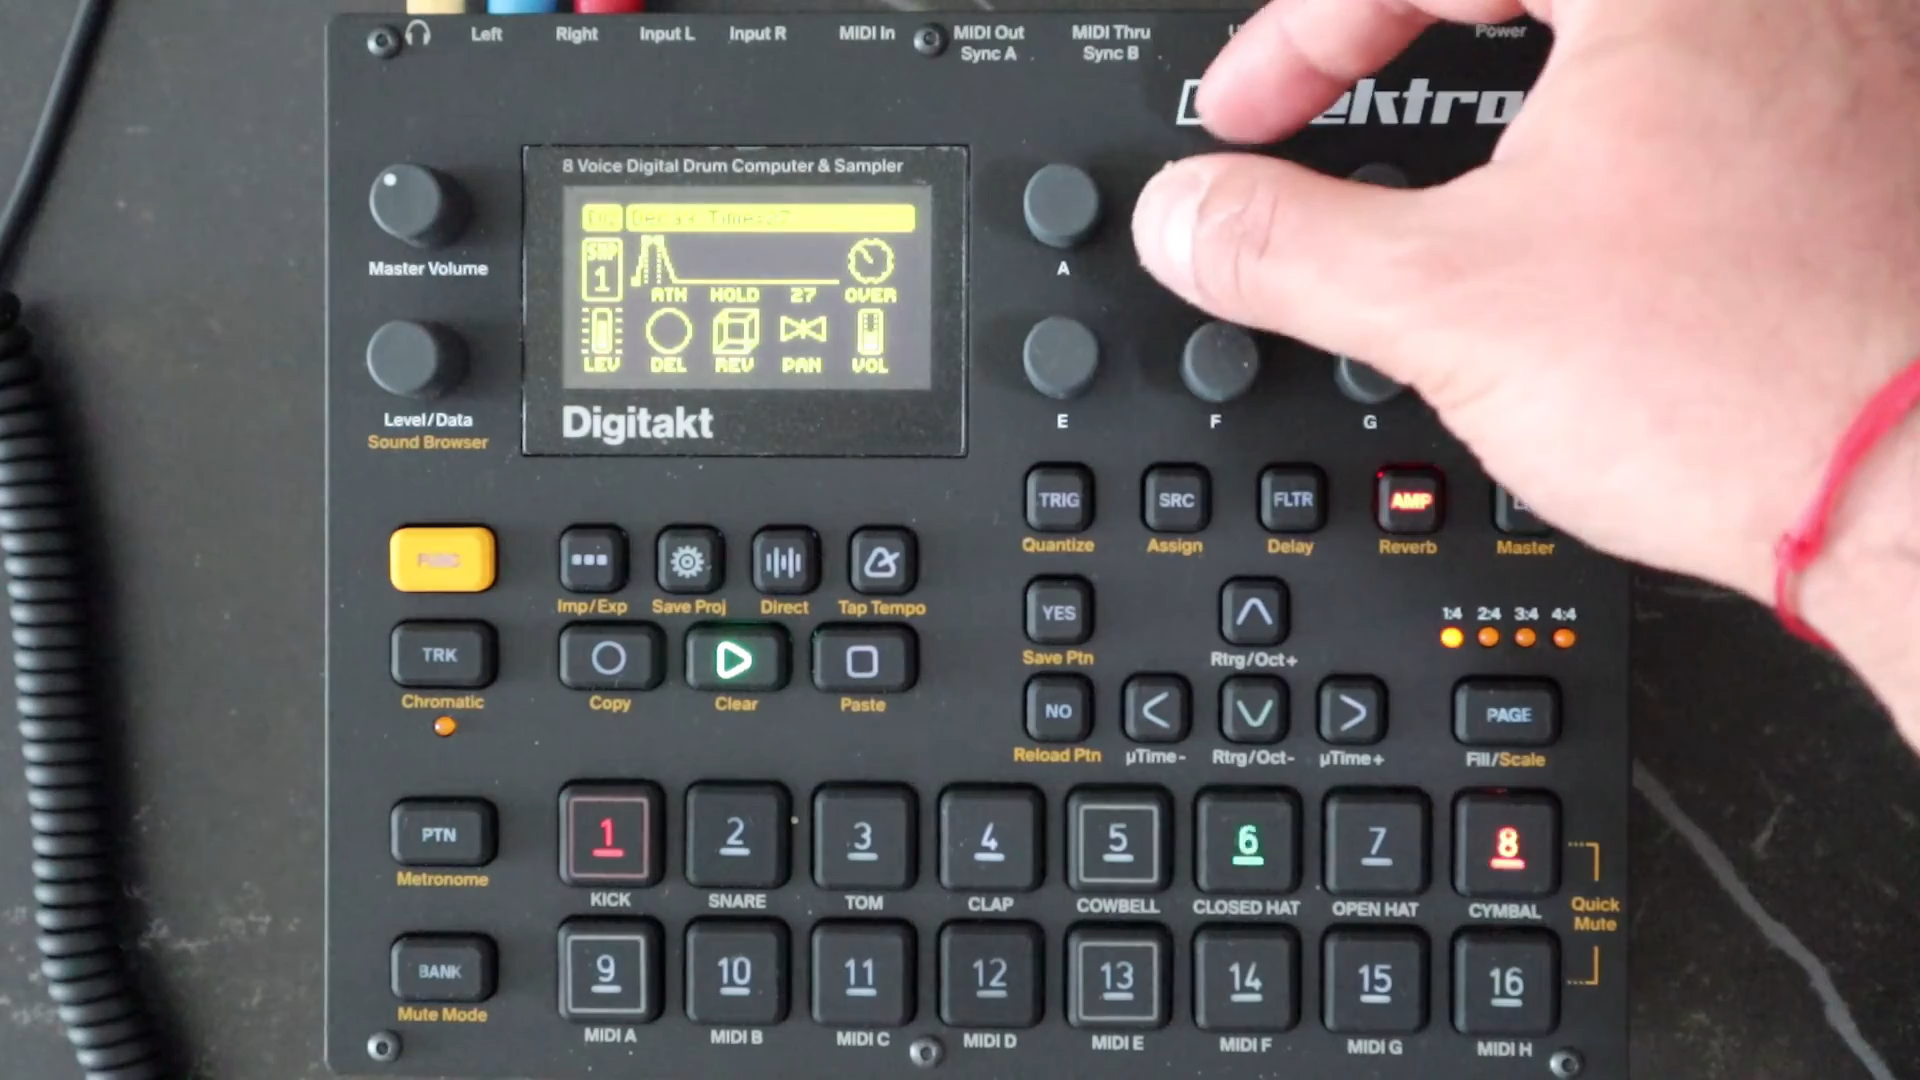 Left Right Input L Input R MIDI In MIDI Out MIDI Thru Power
Sync A Sync B
ektro
8 Voice Digital Drum Computer & Sampler
Decay Time:27
1
ATK HOLD 27 OVER
LEV DEL REV PAN VOL
Digitakt
Master Volume
Level/Data
Sound Browser
A
E F G
TRIG SRC FLTR AMP
Quantize Assign Delay Reverb Master
FUNC
Imp/Exp Save Proj Direct Tap Tempo
TRK
Chromatic
Copy Clear Paste
YES
Save Ptn
Rtrg/Oct+
1:4 2:4 3:4 4:4
NO
Reload Ptn
µTime- Rtrg/Oct- µTime+
PAGE
Fill/Scale
PTN
Metronome
1 2 3 4 5 6 7 8
KICK SNARE TOM CLAP COWBELL CLOSED HAT OPEN HAT CYMBAL
Quick
Mute
BANK
Mute Mode
9 10 11 12 13 14 15 16
MIDI A MIDI B MIDI C MIDI D MIDI E MIDI F MIDI G MIDI H